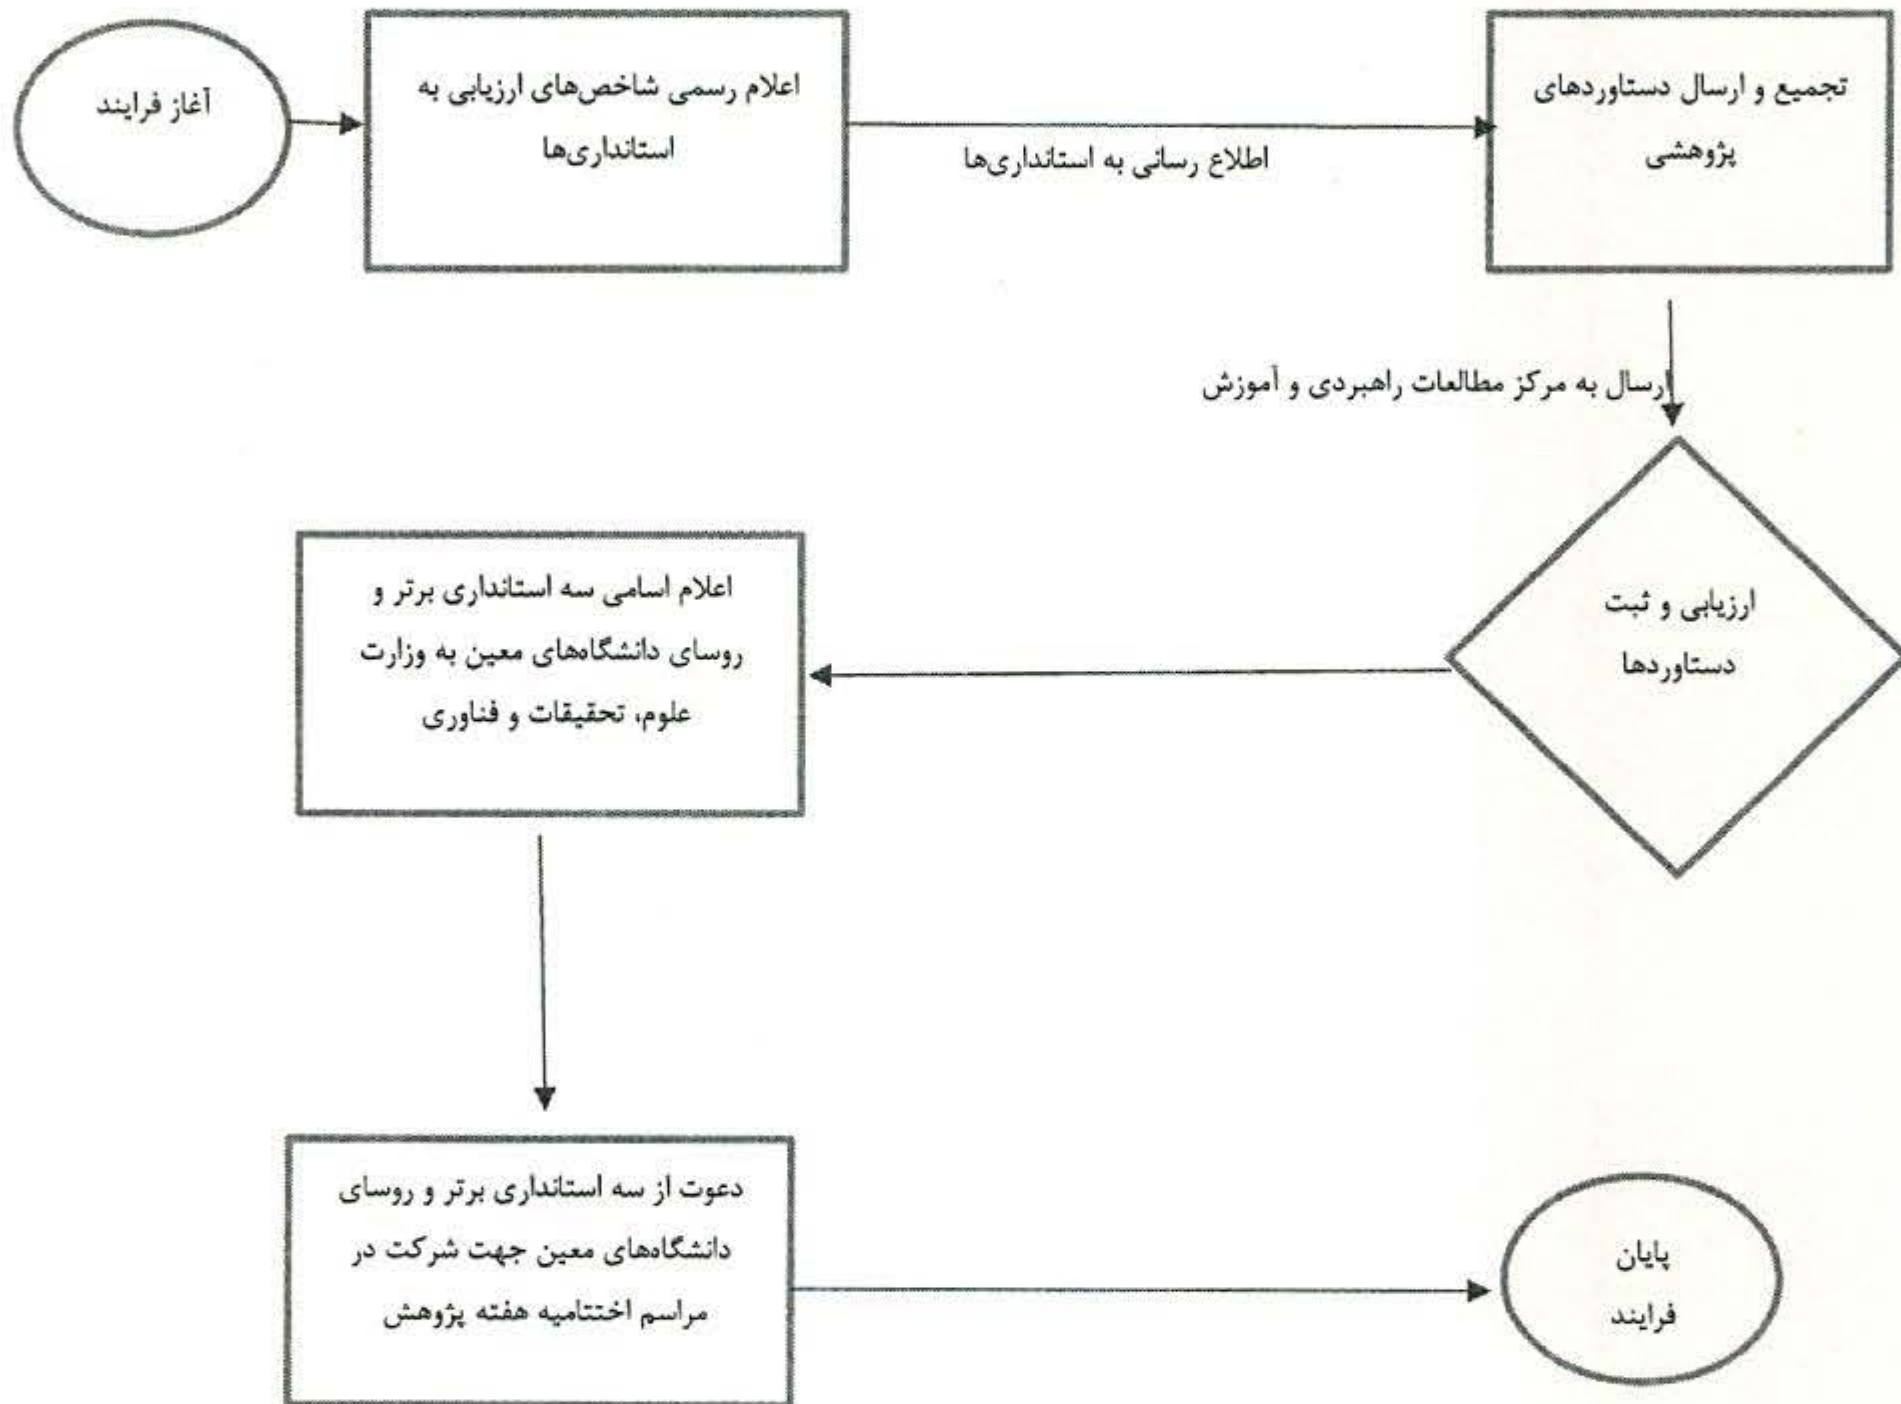 آغاز فرایند
اعلام رسمی شاخص‌های ارزیابی به
استانداری‌ها
اطلاع رسانی به استانداری‌ها
تجمیع و ارسال دستاوردهای
پژوهشی
ارسال به مرکز مطالعات راهبردی و آموزش
ارزیابی و ثبت
دستاوردها
اعلام اسامی سه استانداری برتر و
روسای دانشگاه‌های معین به وزارت
علوم، تحقیقات و فناوری
دعوت از سه استانداری برتر و روسای
دانشگاه‌های معین جهت شرکت در
مراسم اختتامیه هفته پژوهش
پایان
فرایند